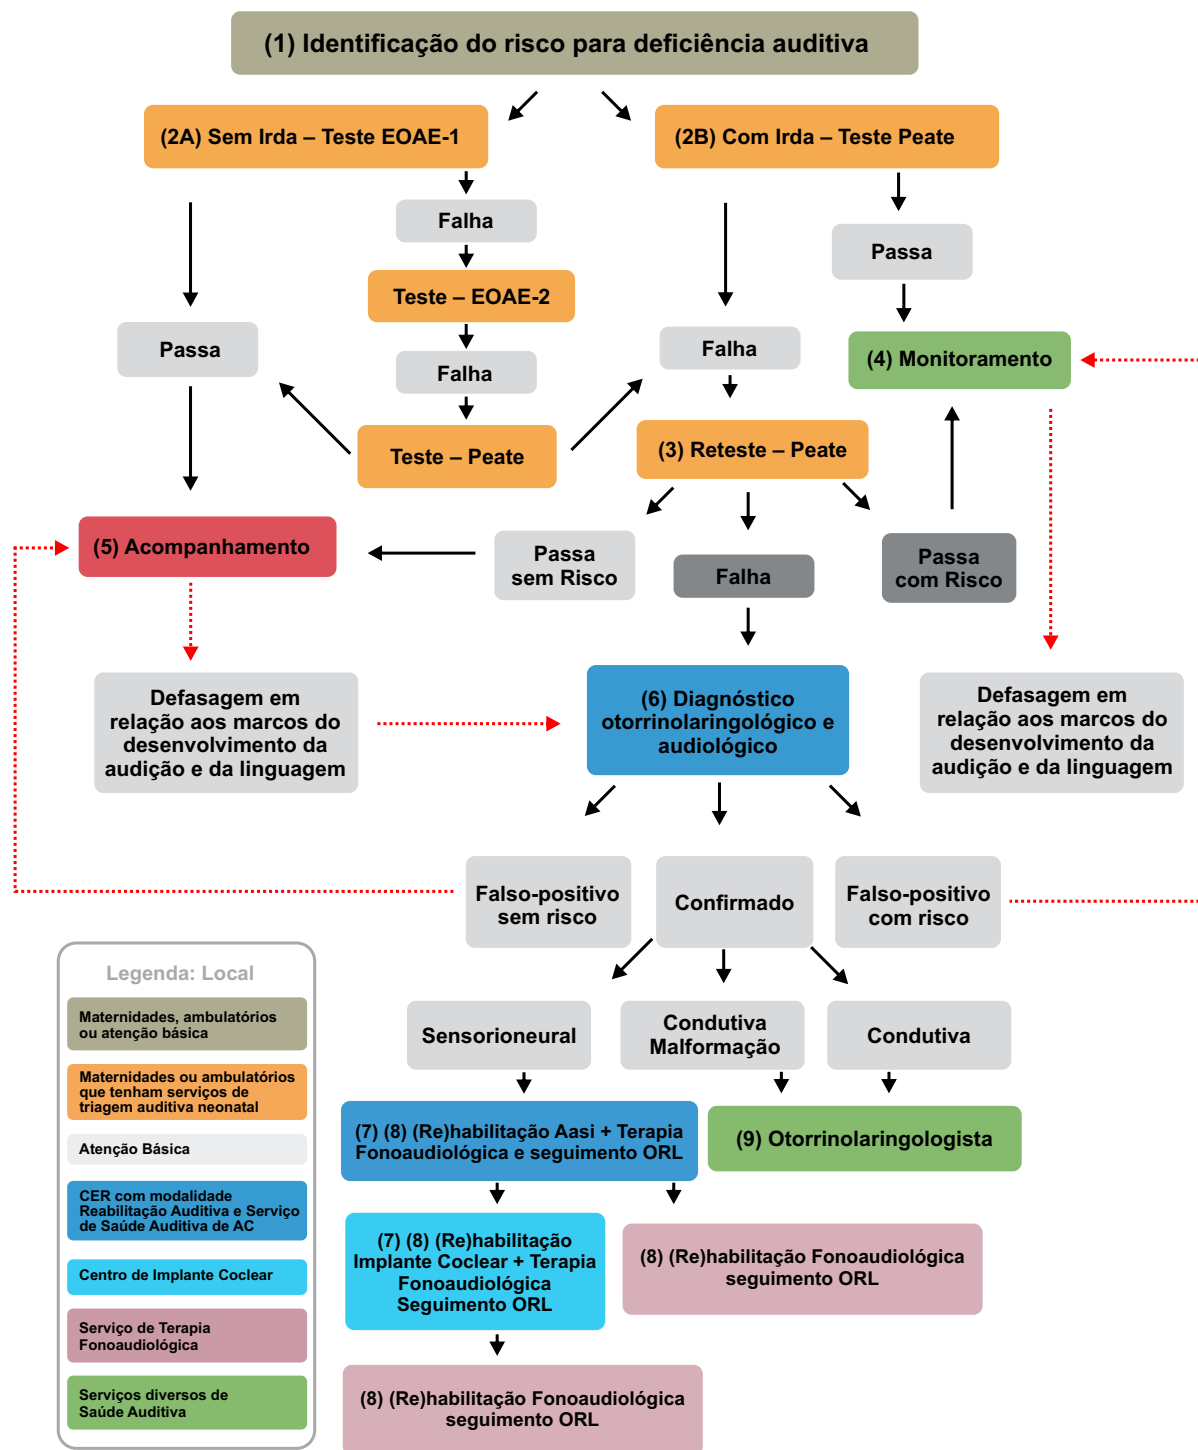 (1) Identificação do risco para deficiência auditiva
(2A) Sem Irda – Teste EOAE-1
(2B) Com Irda – Teste Peate
Falha
Passa
Teste – EOAE-2
Passa
Falha
Falha
(4) Monitoramento
Teste – Peate
(3) Reteste – Peate
(5) Acompanhamento
Passa
sem Risco
Falha
Passa
com Risco
Defasagem em
relação aos marcos do
desenvolvimento da
audição e da linguagem
(6) Diagnóstico
otorrinolaringológico e
audiológico
Defasagem em
relação aos marcos do
desenvolvimento da
audição e da linguagem
Falso-positivo
sem risco
Confirmado
Falso-positivo
com risco
Sensorioneural
Condutiva
Malformação
Condutiva
(7) (8) (Re)habilitação Aasi + Terapia
Fonoaudiológica e seguimento ORL
(9) Otorrinolaringologista
(7) (8) (Re)habilitação
Implante Coclear + Terapia
Fonoaudiológica
Seguimento ORL
(8) (Re)habilitação Fonoaudiológica
seguimento ORL
(8) (Re)habilitação Fonoaudiológica
seguimento ORL
Legenda: Local
Maternidades, ambulatórios
ou atenção básica
Maternidades ou ambulatórios
que tenham serviços de
triagem auditiva neonatal
Atenção Básica
CER com modalidade
Reabilitação Auditiva e Serviço
de Saúde Auditiva de AC
Centro de Implante Coclear
Serviço de Terapia
Fonoaudiológica
Serviços diversos de
Saúde Auditiva